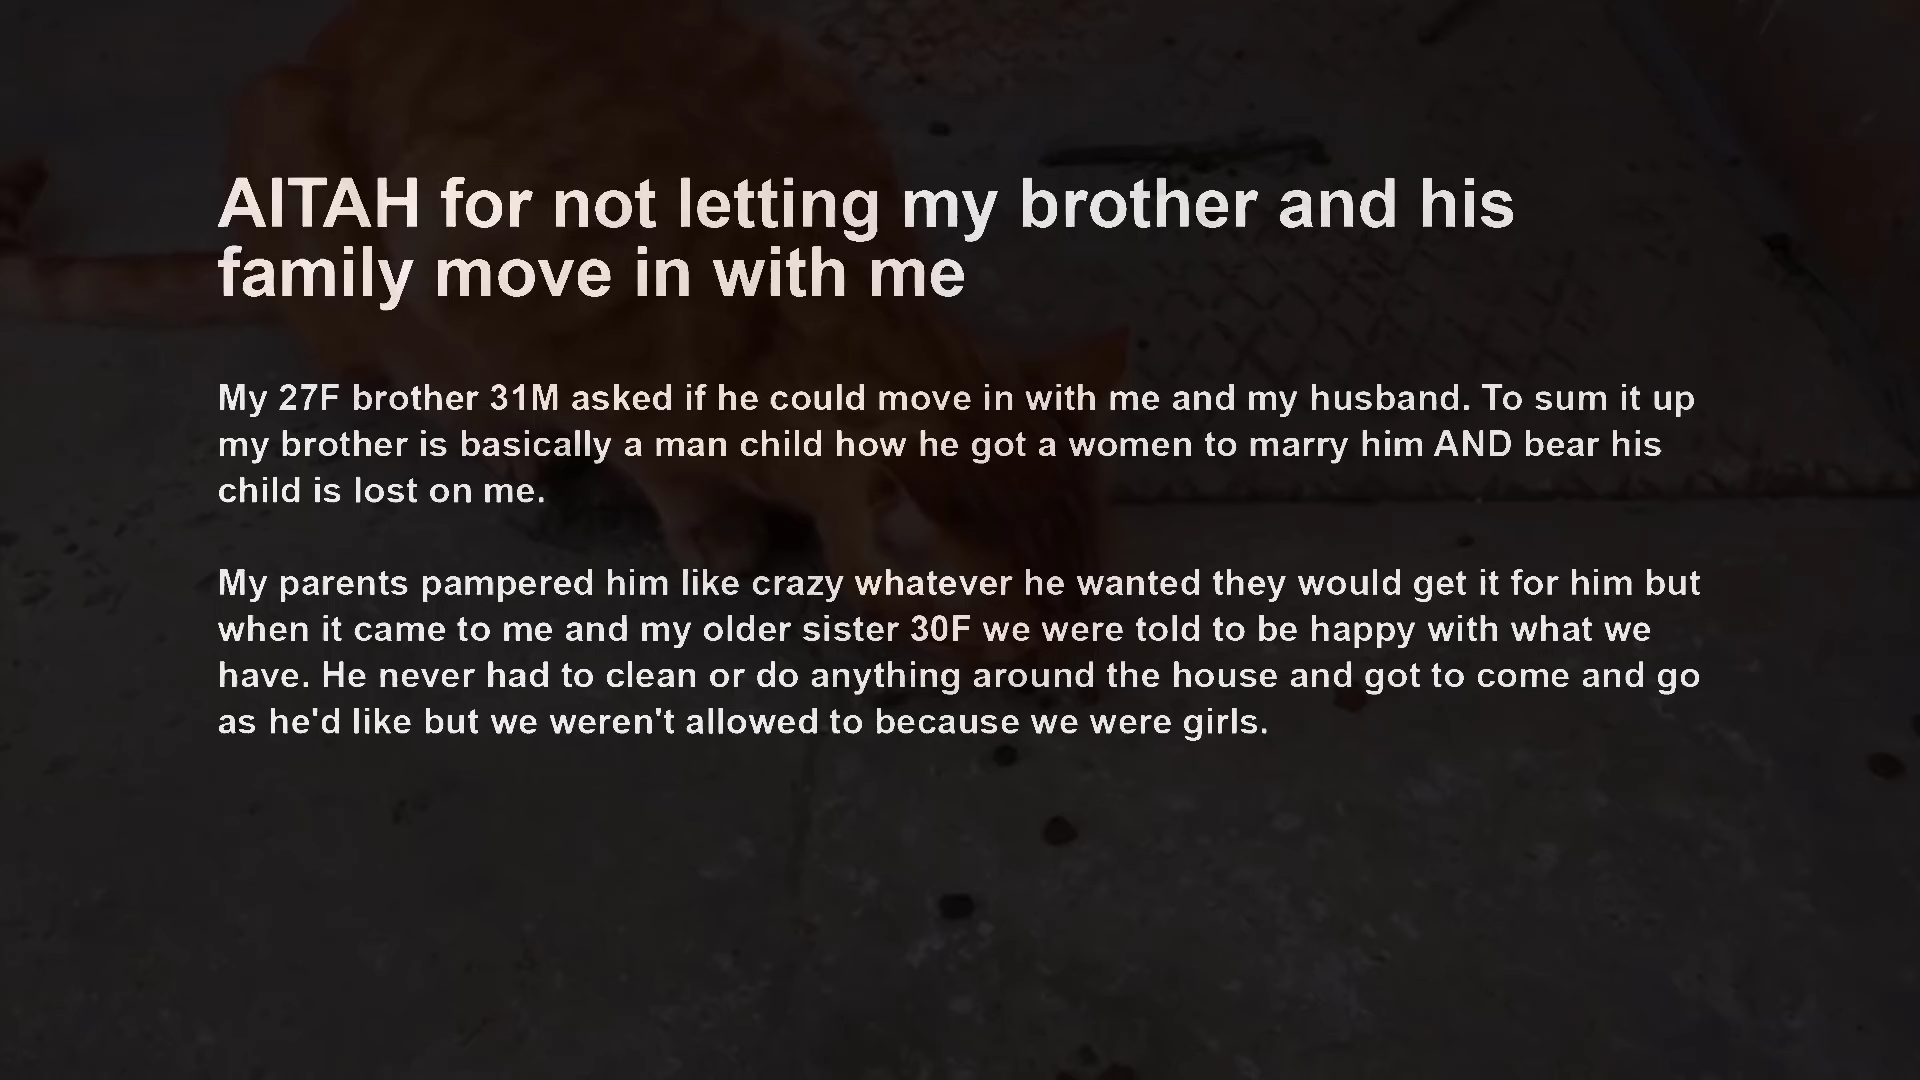 AITAH for not letting my brother and his
family move in with me
My 27F brother 31M asked if he could move in with me and my husband. To sum it up
my brother is basically a man child how he got a women to marry him AND bear his
child is lost on me.
My parents pampered him like crazy whatever he wanted they would get it for him but
when it came to me and my older sister 30F we were told to be happy with what we
have. He never had to clean or do anything around the house and got to come and go
as he'd like but we weren't allowed to because we were girls.